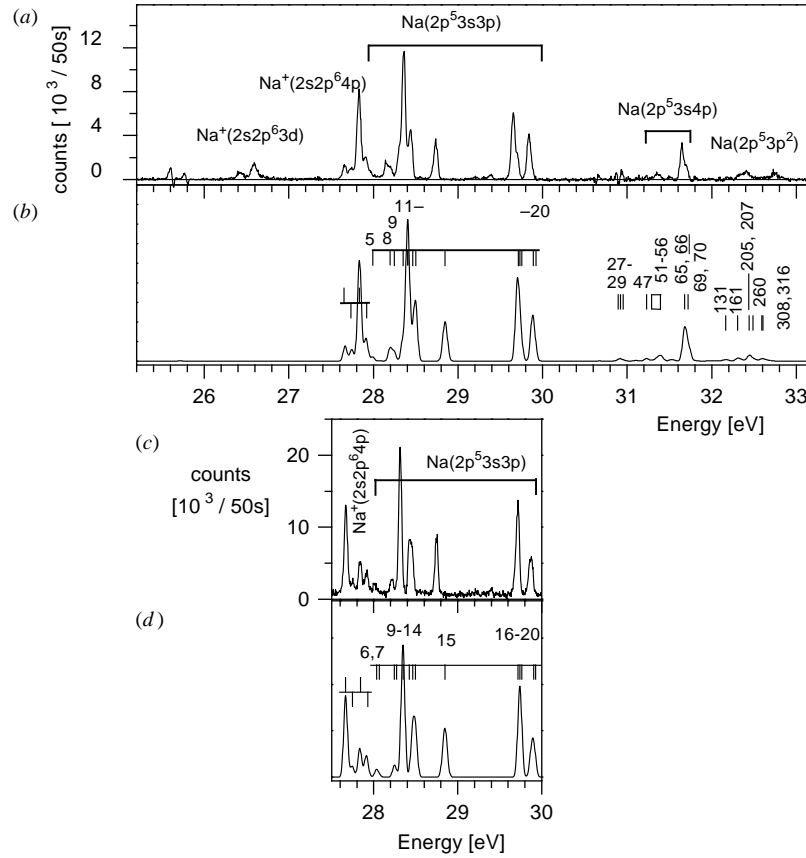 (a)
counts [ 10³ / 50s]
12
8
4
0
Na⁺(2s2p⁶3d)
Na⁺(2s2p⁶4p)
Na(2p⁵3s3p)
Na(2p⁵3s4p)
Na(2p⁵3p²)
(b)
5
8
9
11–
–20
27-
29
47
51-56
65, 66
69, 70
131
161
205, 207
260
308,316
26
27
28
29
30
31
32
33
Energy [eV]
(c)
counts
[10³ / 50s]
20
10
0
Na⁺(2s2p⁶4p)
Na(2p⁵3s3p)
(d)
6,7
9-14
15
16-20
28
29
30
Energy [eV]